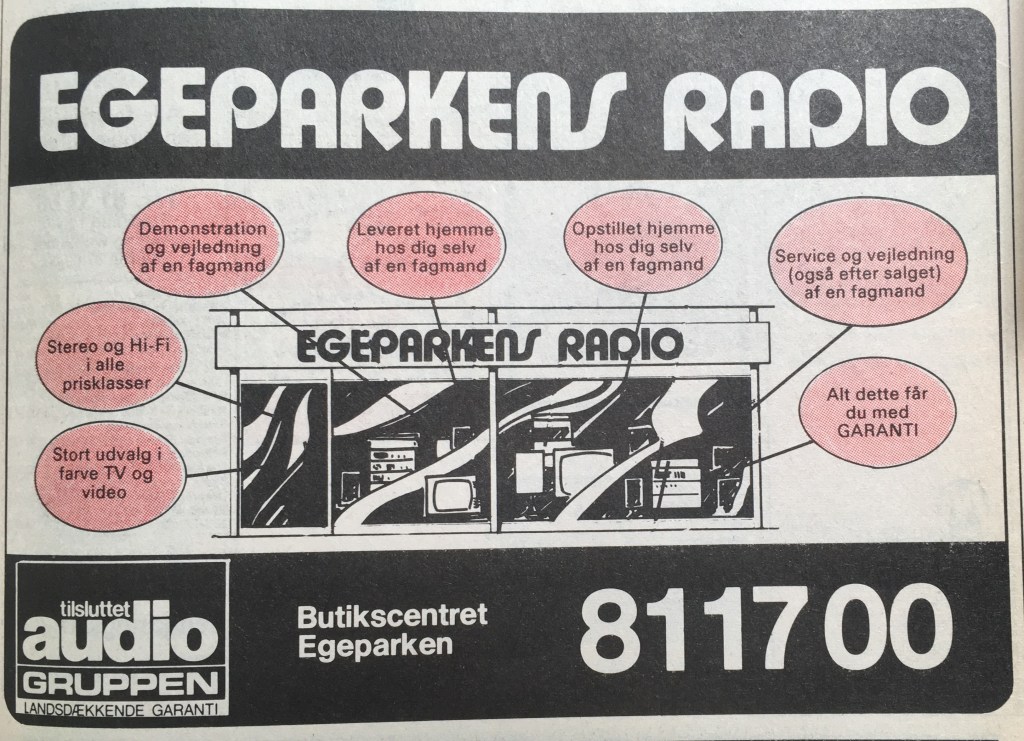 EGEPARKENS RADIO
Demonstration
og vejledning
af en fagmand
Leveret hjemme
hos dig selv
af en fagmand
Opstillet hjemme
hos dig selv
af en fagmand
Service og vejledning
(også efter salget)
af en fagmand
Stereo og Hi-Fi
i alle
prisklasser
EGEPARKENS RADIO
Alt dette får
du med
GARANTI
Stort udvalg i
farve TV og
video
tilsluttet
audio
GRUPPEN
LANDSDÆKKENDE GARANTI
Butikscentret
Egeparken
811700